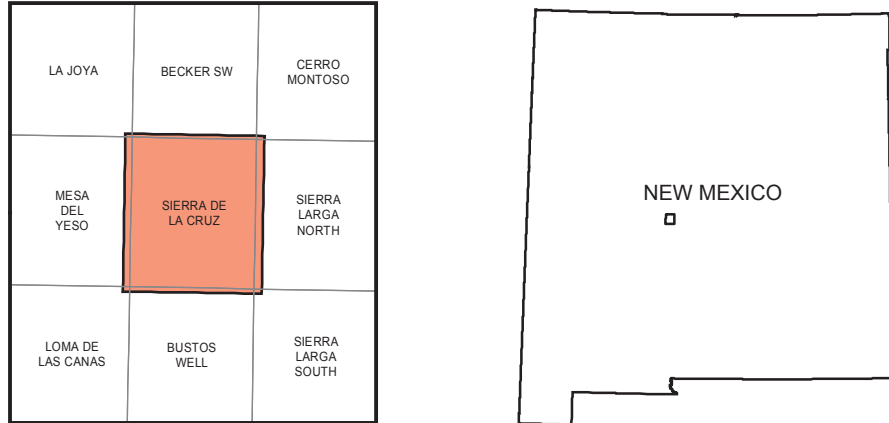 LA JOYA
BECKER SW
CERRO
MONTOSO
MESA
DEL
YESO
SIERRA DE
LA CRUZ
SIERRA
LARGA
NORTH
LOMA DE
LAS CANAS
BUSTOS
WELL
SIERRA
LARGA
SOUTH
NEW MEXICO